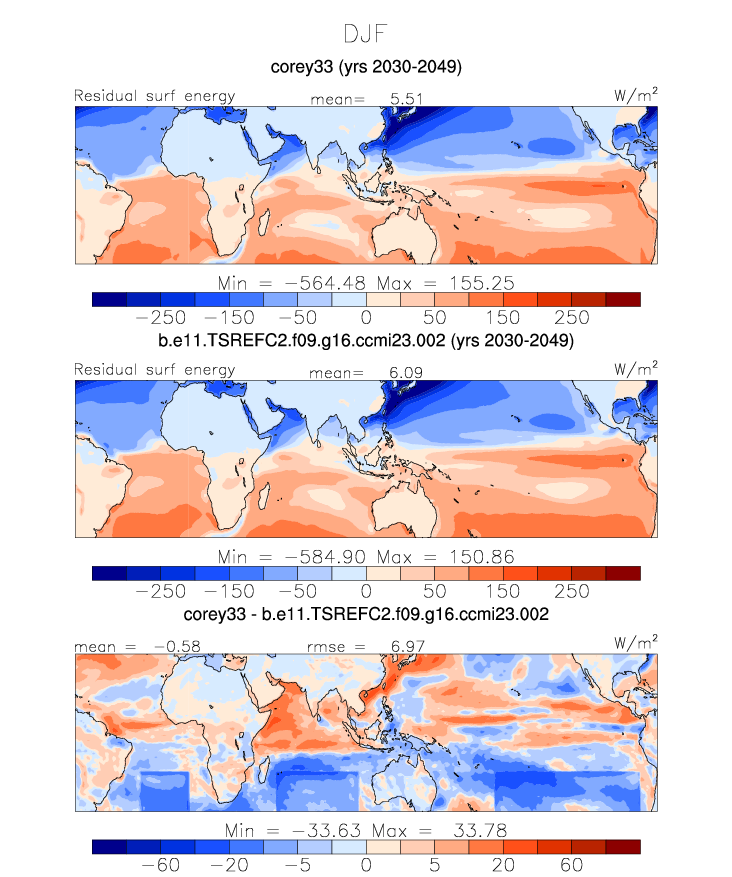 DJF
corey33 (yrs 2030-2049)
Residual surf energy mean= 5.51 W/m²
Min = -564.48 Max = 155.25
-250 -150 -50 0 50 150 250
b.e11.TSREFC2.f09.g16.ccmi23.002 (yrs 2030-2049)
Residual surf energy mean= 6.09 W/m²
Min = -584.90 Max = 150.86
-250 -150 -50 0 50 150 250
corey33 - b.e11.TSREFC2.f09.g16.ccmi23.002
mean = -0.58 rmse = 6.97 W/m²
Min = -33.63 Max = 33.78
-60 -20 -5 0 5 20 60